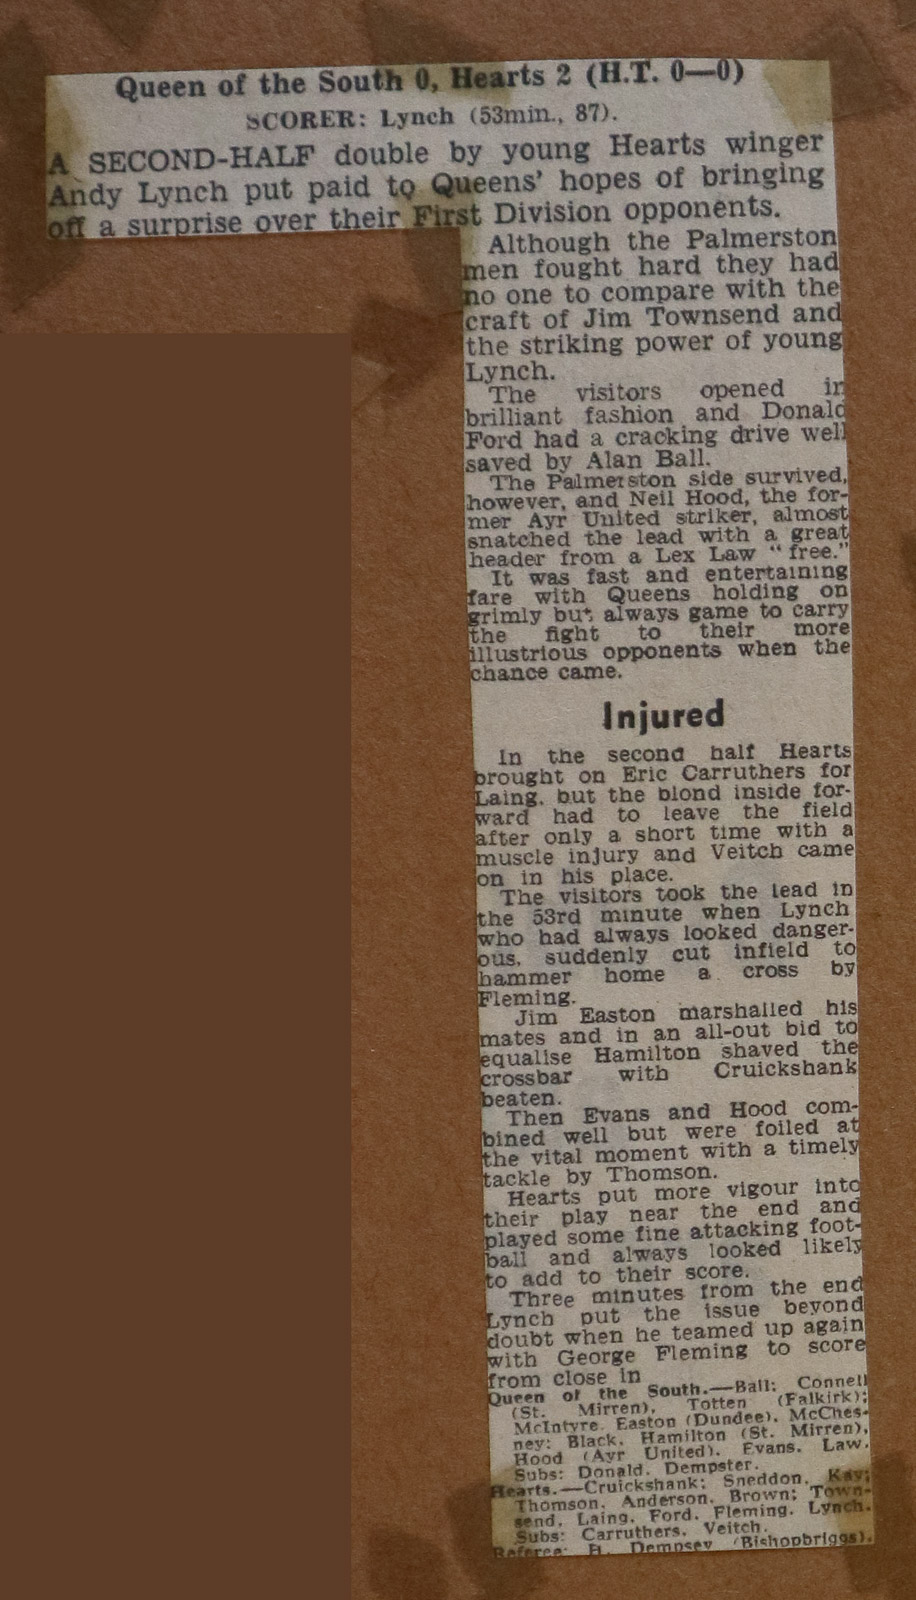 Queen of the South 0, Hearts 2 (H.T. 0—0)
SCORER: Lynch (53min., 87).
A SECOND-HALF double by young Hearts winger
Andy Lynch put paid to Queens' hopes of bringing
off a surprise over their First Division opponents.
Although the Palmerston
men fought hard they had
no one to compare with the
craft of Jim Townsend and
the striking power of young
Lynch.
The visitors opened in
brilliant fashion and Donald
Ford had a cracking drive well
saved by Alan Ball.
The Palmerston side survived,
however, and Neil Hood, the for-
mer Ayr United striker, almost
snatched the lead with a great
header from a Lex Law "free."
It was fast and entertaining
fare with Queens holding on
grimly but always game to carry
the fight to their more
illustrious opponents when the
chance came.
Injured
In the second half Hearts
brought on Eric Carruthers for
Laing, but the blond inside for-
ward had to leave the field
after only a short time with a
muscle injury and Veitch came
on in his place.
The visitors took the lead in
the 53rd minute when Lynch
who had always looked danger-
ous, suddenly cut infield to
hammer home a cross by
Fleming.
Jim Easton marshalled his
mates and in an all-out bid to
equalise Hamilton shaved the
crossbar with Cruickshank
beaten.
Then Evans and Hood com-
bined well but were foiled at
the vital moment with a timely
tackle by Thomson.
Hearts put more vigour into
their play near the end and
played some fine attacking foot-
ball and always looked likely
to add to their score.
Three minutes from the end
Lynch put the issue beyond
doubt when he teamed up again
with George Fleming to score
from close in
Queen of the South.—Ball: Connell
(St. Mirren), Totten (Falkirk);
McIntyre, Easton (Dundee), McChes-
ney; Black, Hamilton (St. Mirren),
Hood (Ayr United), Evans, Law.
Subs: Donald, Dempster.
Hearts.—Cruickshank; Sneddon, Kay;
Thomson, Anderson, Brown; Town-
send, Laing, Ford, Fleming, Lynch.
Subs: Carruthers, Veitch.
Referee: H. Dempsey (Bishopbriggs).